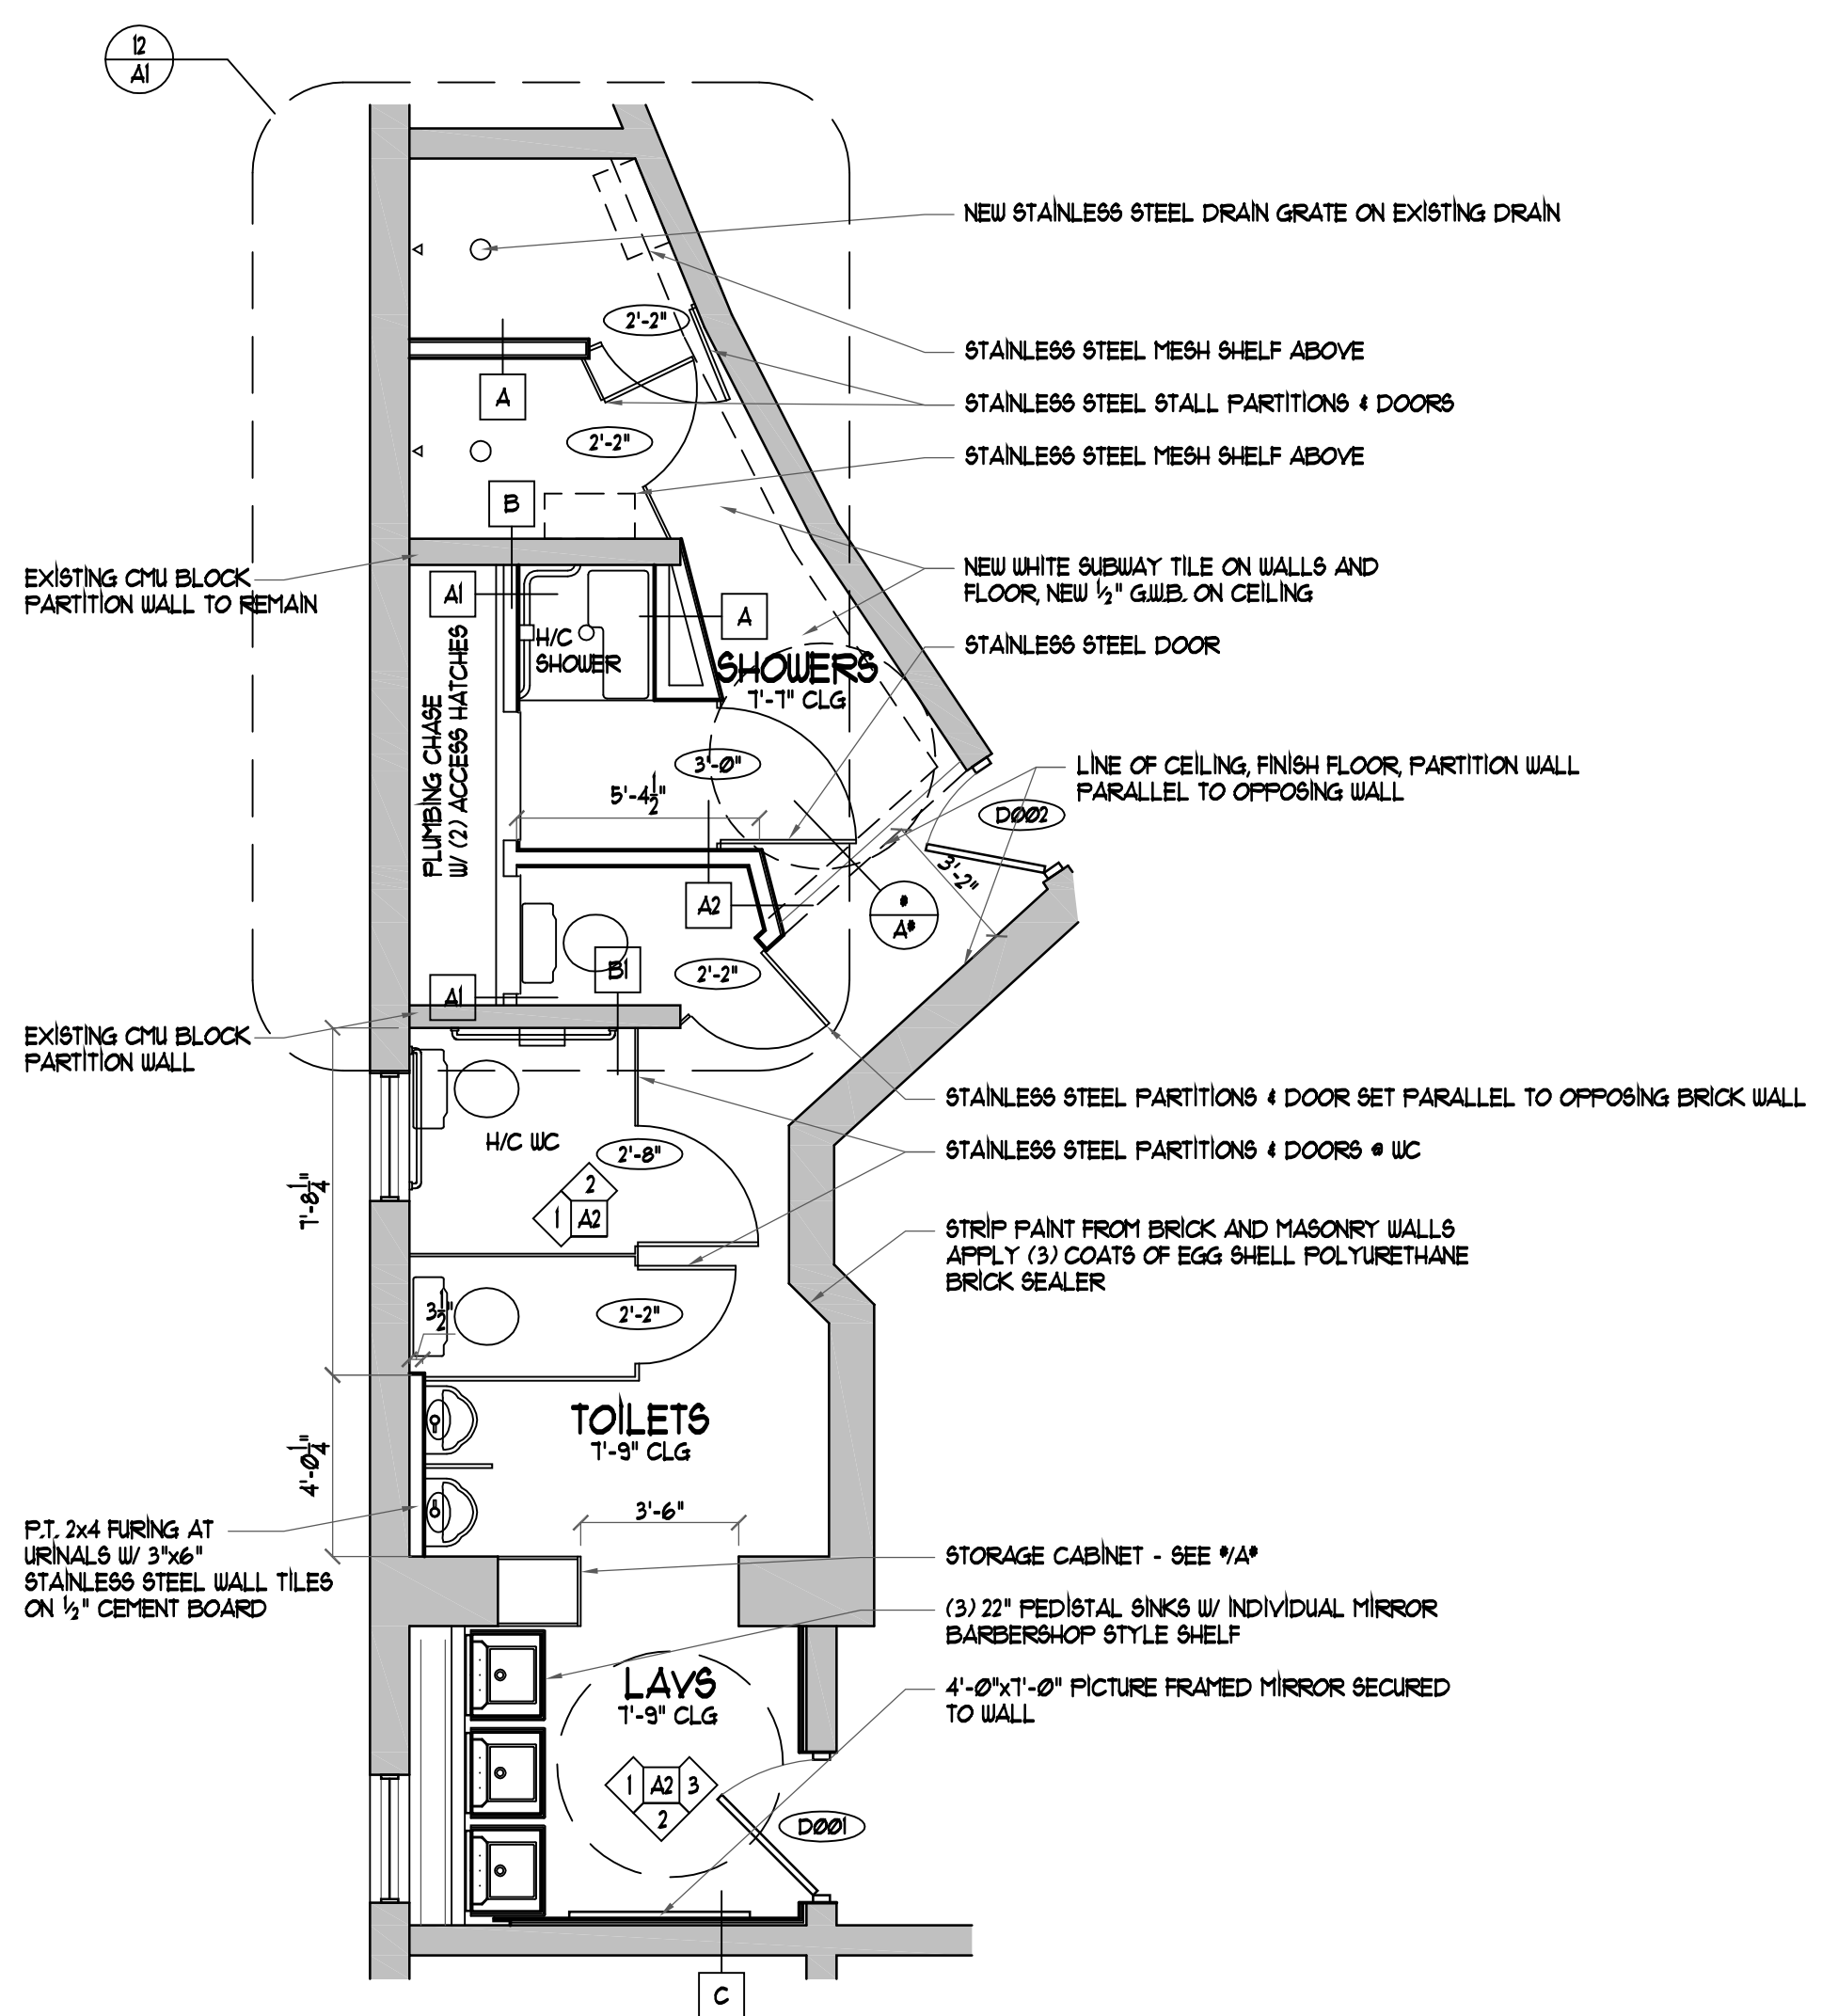 12
A1
NEW STAINLESS STEEL DRAIN GRATE ON EXISTING DRAIN
2'-2"
STAINLESS STEEL MESH SHELF ABOVE
A
STAINLESS STEEL STALL PARTITIONS & DOORS
2'-2"
STAINLESS STEEL MESH SHELF ABOVE
B
EXISTING CMU BLOCK
PARTITION WALL TO REMAIN
A1
A
NEW WHITE SUBWAY TILE ON WALLS AND
FLOOR, NEW ½" G.W.B. ON CEILING
H/C
SHOWER
STAINLESS STEEL DOOR
SHOWERS
7'-7" CLG
PLUMBING CHASE
W/ (2) ACCESS HATCHES
3'-0"
5'-4½"
LINE OF CEILING, FINISH FLOOR, PARTITION WALL
PARALLEL TO OPPOSING WALL
D002
3'-2"
A2
#
A#
B1
2'-2"
A1
EXISTING CMU BLOCK
PARTITION WALL
STAINLESS STEEL PARTITIONS & DOOR SET PARALLEL TO OPPOSING BRICK WALL
H/C WC
2'-8"
STAINLESS STEEL PARTITIONS & DOORS @ WC
7'-8¼"
2
1
A2
STRIP PAINT FROM BRICK AND MASONRY WALLS
APPLY (3) COATS OF EGG SHELL POLYURETHANE
BRICK SEALER
3½"
2'-2"
TOILETS
7'-9" CLG
4'-0¼"
3'-6"
P.T. 2x4 FURING AT
URINALS W/ 3"x6"
STAINLESS STEEL WALL TILES
ON ½" CEMENT BOARD
STORAGE CABINET - SEE #/A#
(3) 22" PEDISTAL SINKS W/ INDIVIDUAL MIRROR
BARBERSHOP STYLE SHELF
LAVS
7'-9" CLG
4'-0"x7'-0" PICTURE FRAMED MIRROR SECURED
TO WALL
1
A2
3
2
D001
C